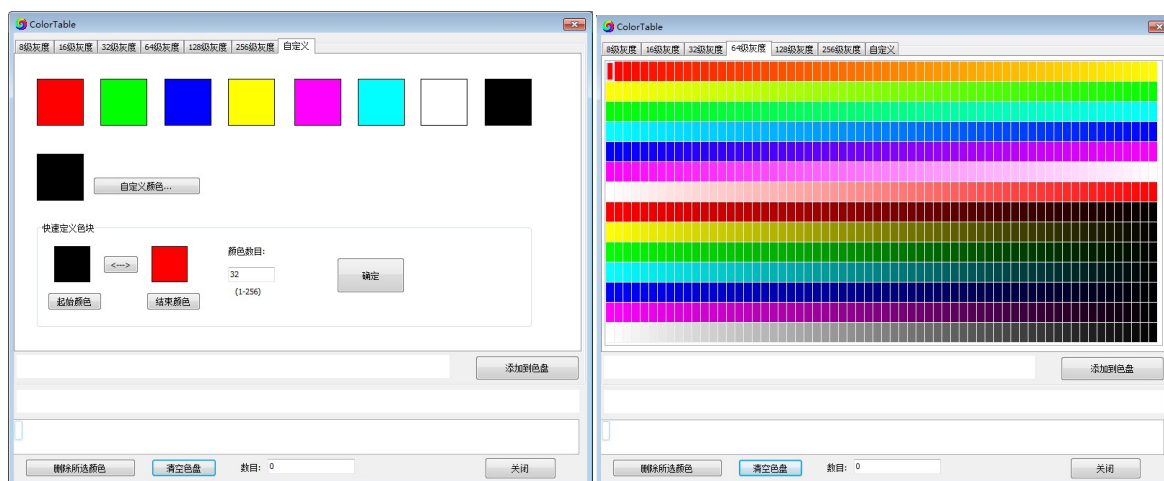 ColorTable
8级灰度 16级灰度 32级灰度 64级灰度 128级灰度 256级灰度 自定义
自定义颜色...
快速定义色块
<--->
颜色数目:
32
(1-256)
确定
起始颜色
结束颜色
添加到色盘
删除所选颜色
清空色盘
数目: 0
关闭
ColorTable
8级灰度 16级灰度 32级灰度 64级灰度 128级灰度 256级灰度 自定义
添加到色盘
删除所选颜色
清空色盘
数目: 0
关闭